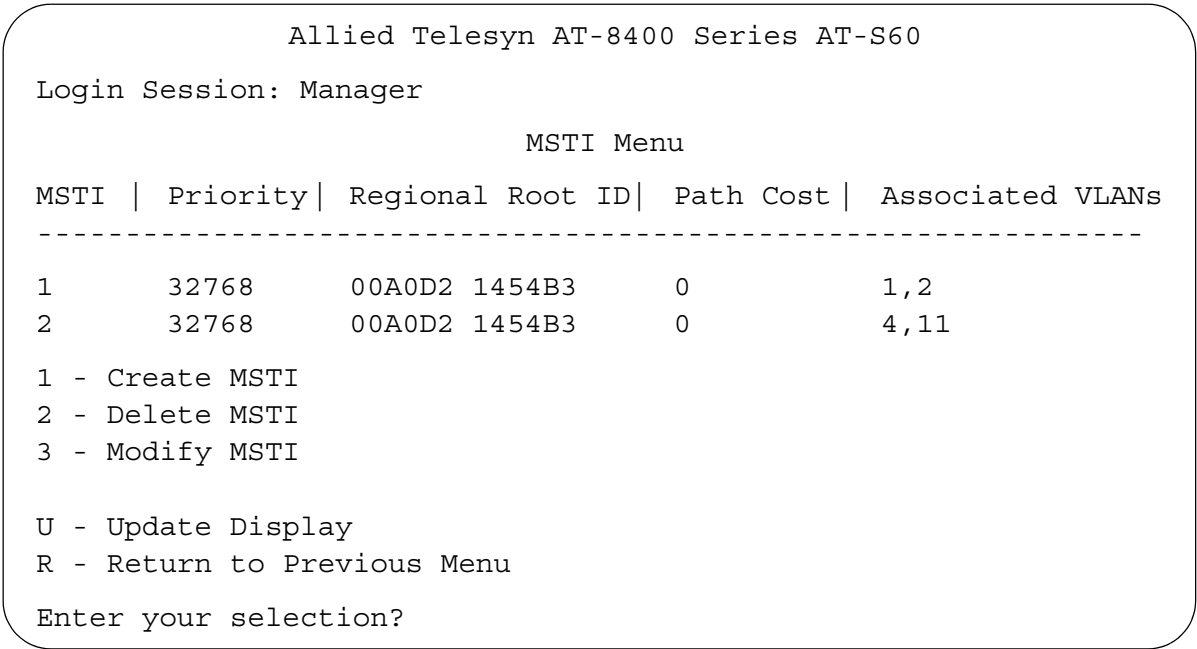 Allied Telesyn AT-8400 Series AT-S60
Login Session: Manager
MSTI Menu
MSTI | Priority| Regional Root ID| Path Cost| Associated VLANs
---------------------------------------------------------------
1 32768 00A0D2 1454B3 0 1,2
2 32768 00A0D2 1454B3 0 4,11
1 - Create MSTI
2 - Delete MSTI
3 - Modify MSTI
U - Update Display
R - Return to Previous Menu
Enter your selection?